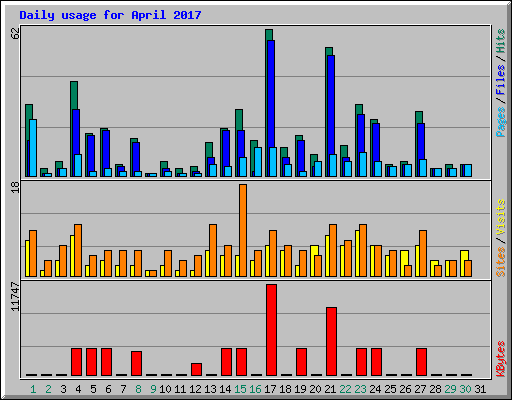 Daily usage for April 2017
62
Pages/Files/Hits
18
Sites/Visits
11747
KBytes
1 2 3 4 5 6 7 8 9 10 11 12 13 14 15 16 17 18 19 20 21 22 23 24 25 26 27 28 29 30 31